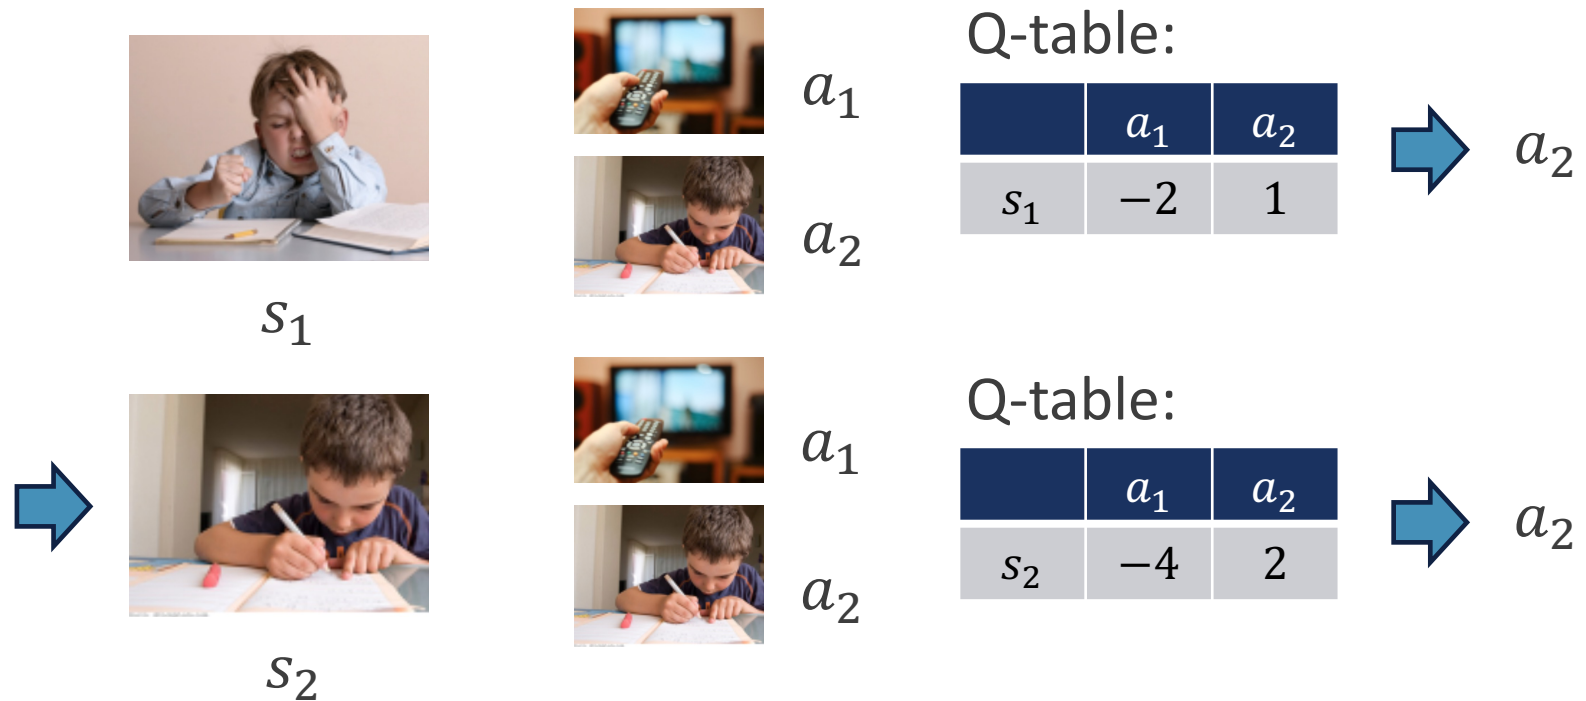 Q-table:
a₁
a₁ a₂
a₂
s₁ −2 1
a₂
s₁
Q-table:
a₁
a₁ a₂
a₂
s₂ −4 2
a₂
s₂